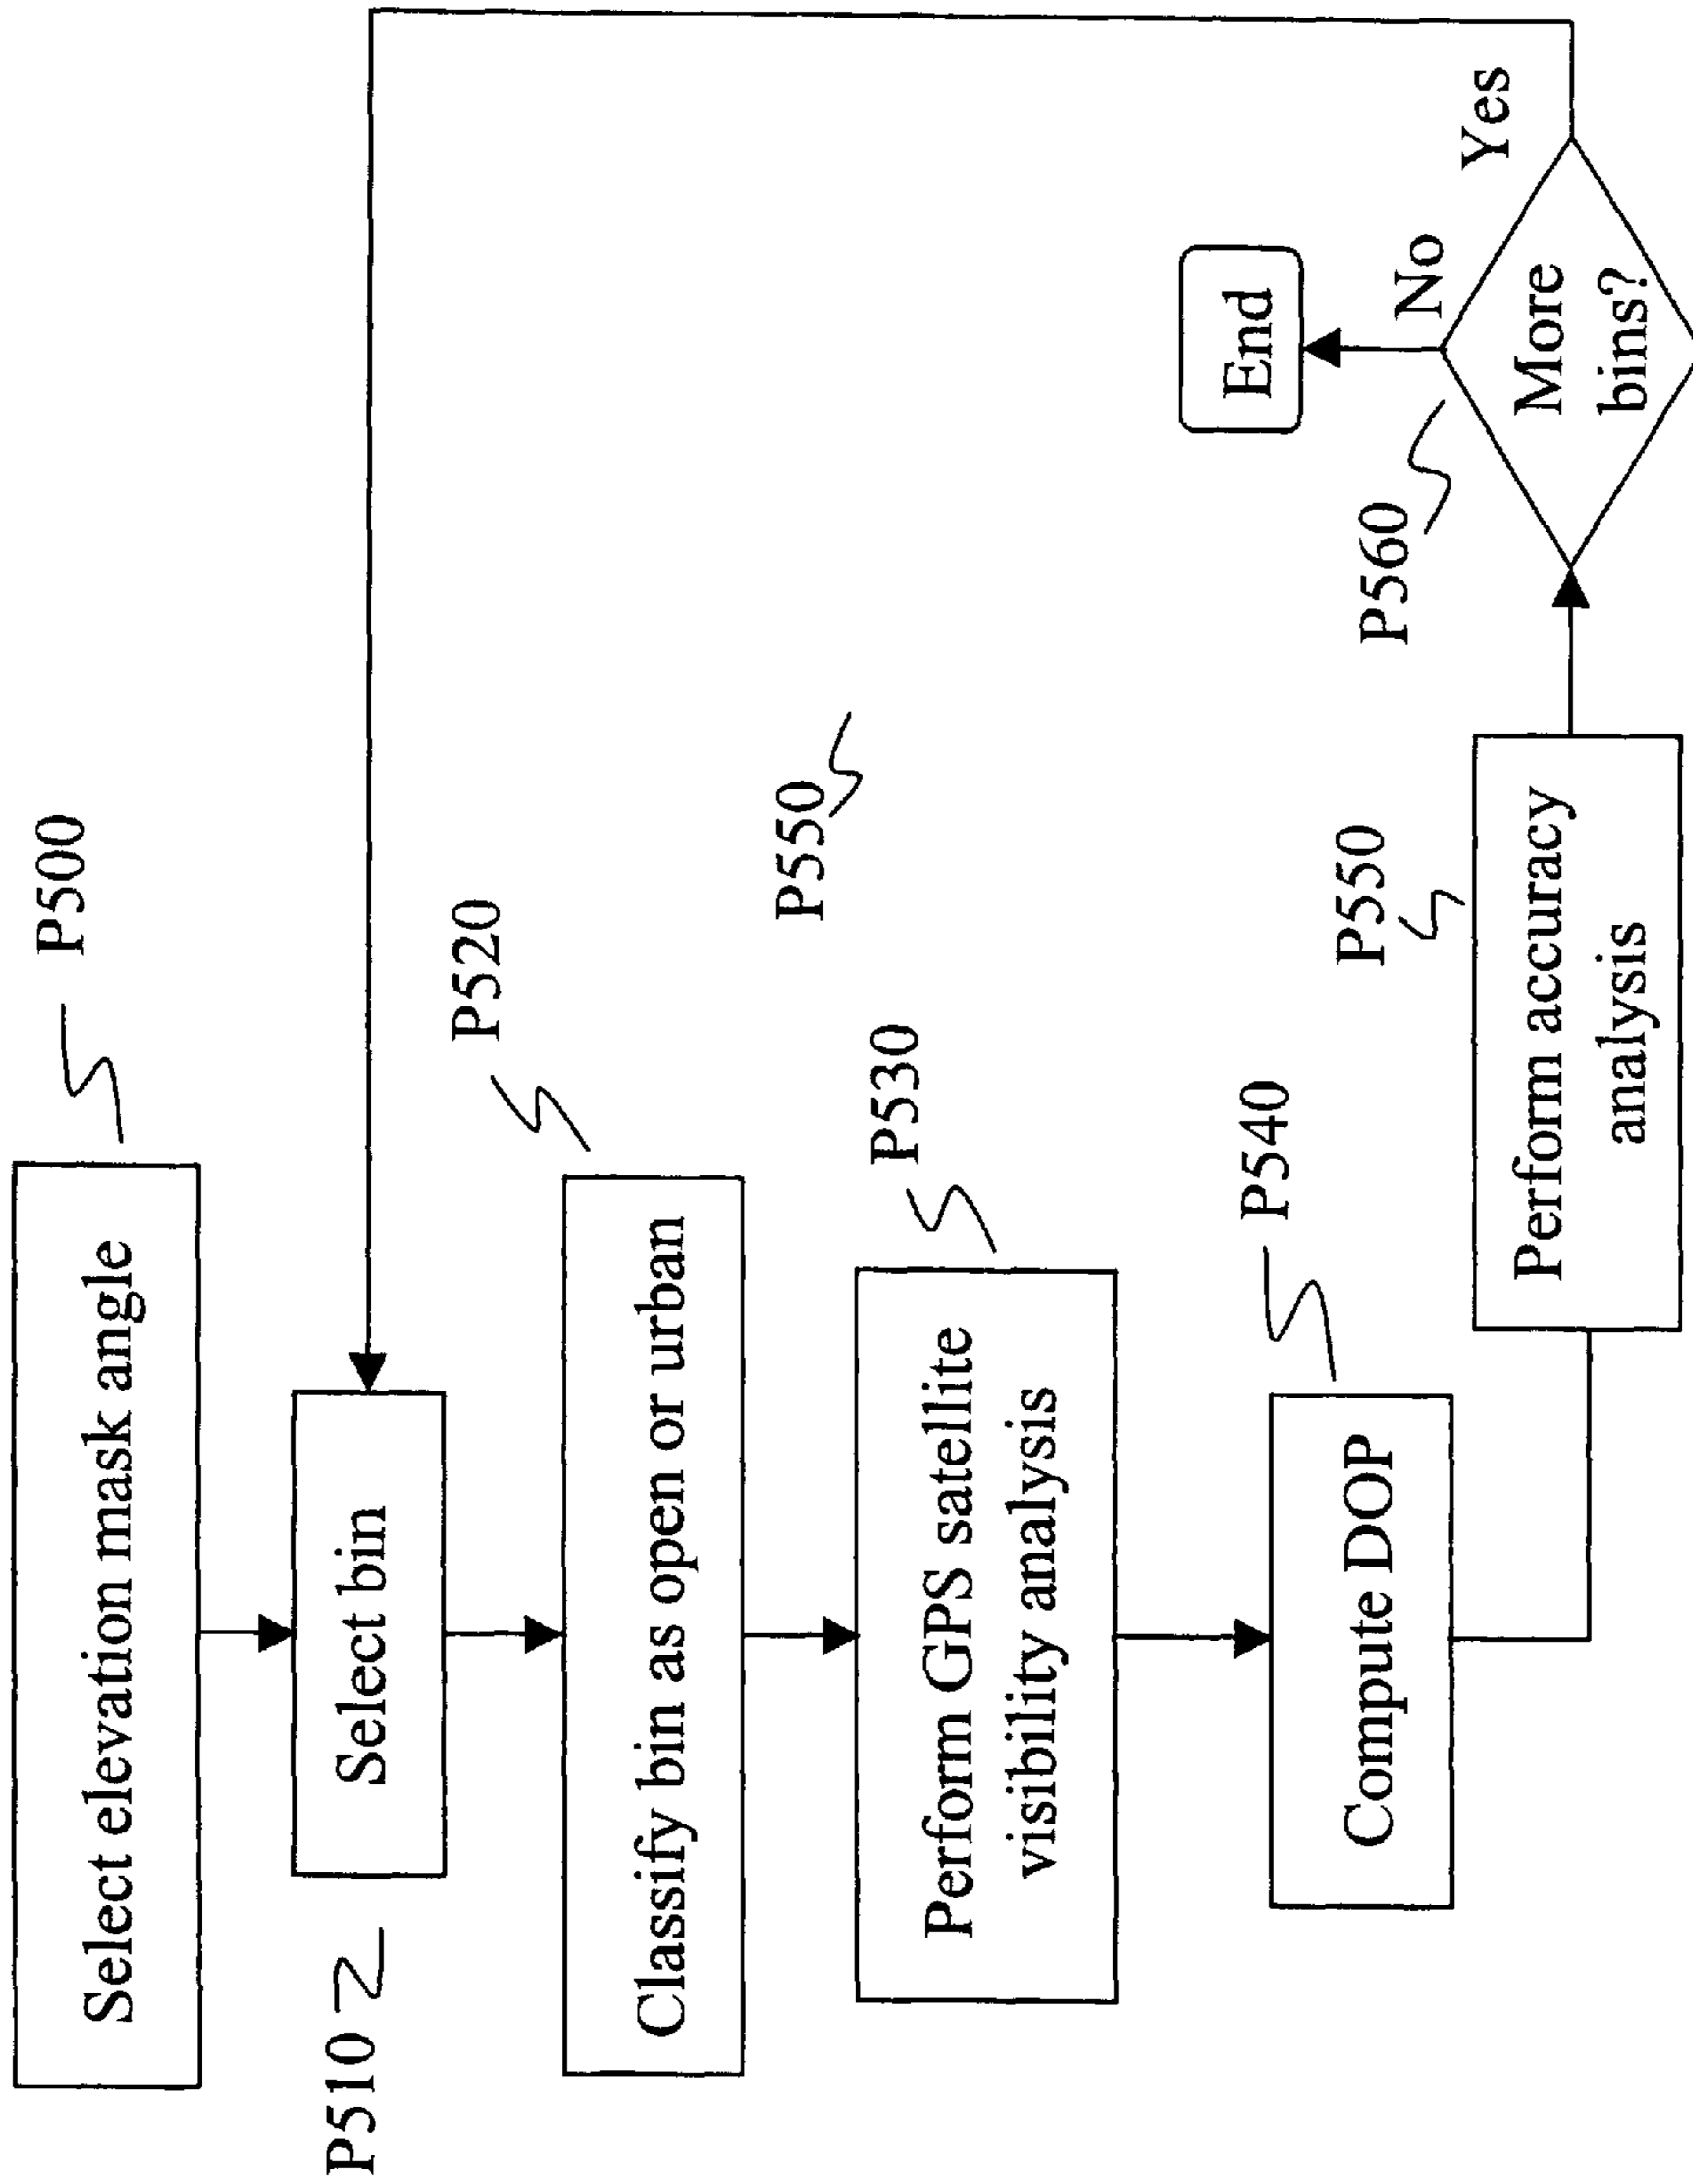 Select elevation mask angle
P500
P510
Select bin
Classify bin as open or urban
P520
Perform GPS satellite
visibility analysis
P530
P550
Compute DOP
P540
Perform accuracy
analysis
P550
P560
More
bins?
No
Yes
End